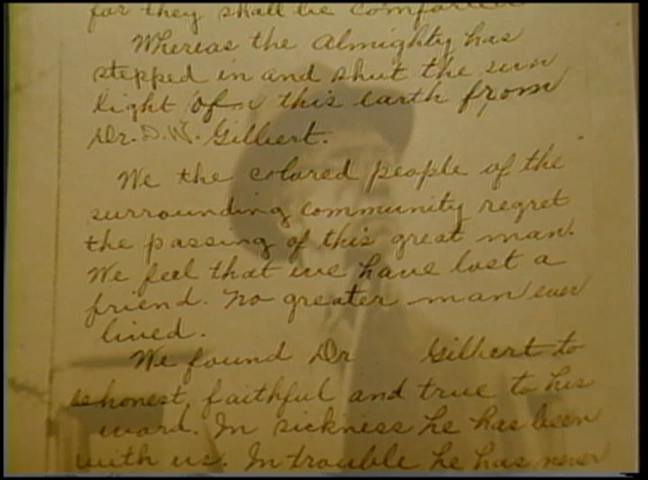 for they shall be comforted
Whereas the Almighty has
stepped in and shut the sun
light of this earth from
Dr. D.W. Gilbert.
We the colored people of the
surrounding community regret
the passing of this great man.
We feel that we have lost a
friend. No greater man ever
lived.
We found Dr Gilbert to
be honest, faithful and true to his
word. In sickness he has been
with us. In trouble he has never